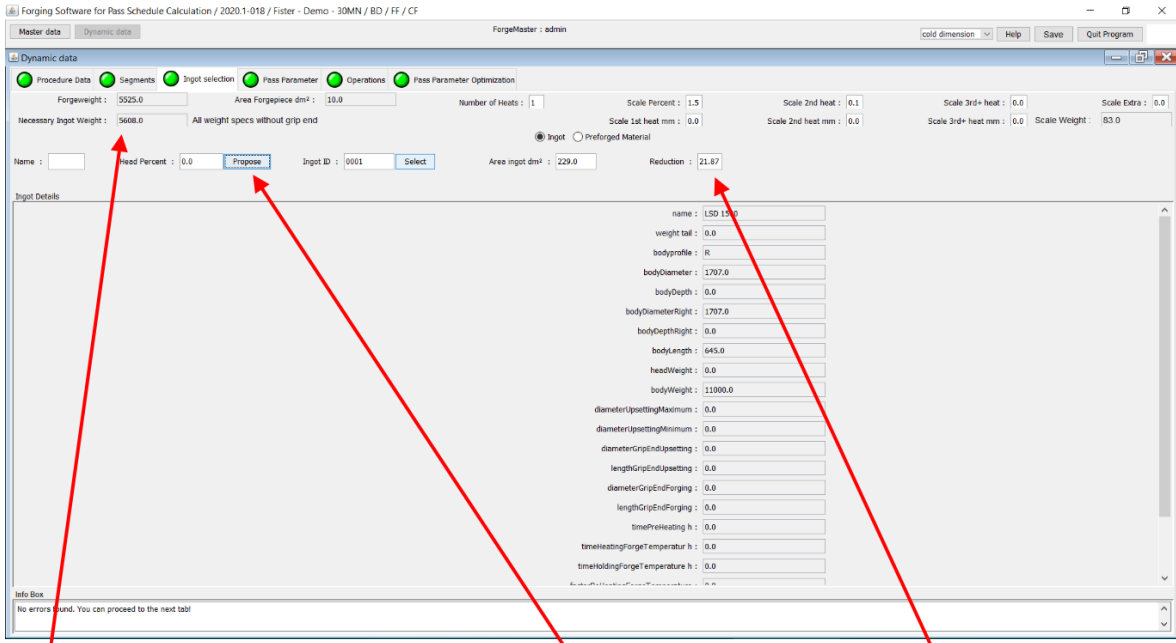 Forging Software for Pass Schedule Calculation / 2020.1-018 / Fister - Demo - 30MN / BD / FF / CF
Master data Dynamic data ForgeMaster : admin cold dimension Help Save Quit Program
Dynamic data
Procedure Data Segments Ingot selection Pass Parameter Operations Pass Parameter Optimization
Forgeweight : 5525.0 Area Forgepiece dm² : 10.0 Number of Heats : 1 Scale Percent : 1.5 Scale 2nd heat : 0.1 Scale 3rd+ heat : 0.0 Scale Extra : 0.0
Necessary Ingot Weight : 5608.0 All weight specs without grip end Scale 1st heat mm : 0.0 Scale 2nd heat mm : 0.0 Scale 3rd+ heat mm : 0.0 Scale Weight : 83.0
Ingot Preforged Material
Name : Head Percent : 0.0 Propose Ingot ID : 0001 Select Area ingot dm² : 229.0 Reduction : 21.87
Ingot Details
name : LSD
weight tail : 0.0
bodyprofile : R
bodyDiameter : 1707.0
bodyDepth : 0.0
bodyDiameterRight : 1707.0
bodyDepthRight : 0.0
bodyLength : 645.0
headWeight : 0.0
bodyWeight : 11000.0
diameterUpsettingMaximum : 0.0
diameterUpsettingMinimum : 0.0
diameterGripEndUpsetting : 0.0
lengthGripEndUpsetting : 0.0
diameterGripEndForging : 0.0
lengthGripEndForging : 0.0
timePreHeating h : 0.0
timeHeatingForgeTemperatur h : 0.0
timeHoldingForgeTemperature h : 0.0
Info Box
No errors found. You can proceed to the next tab!